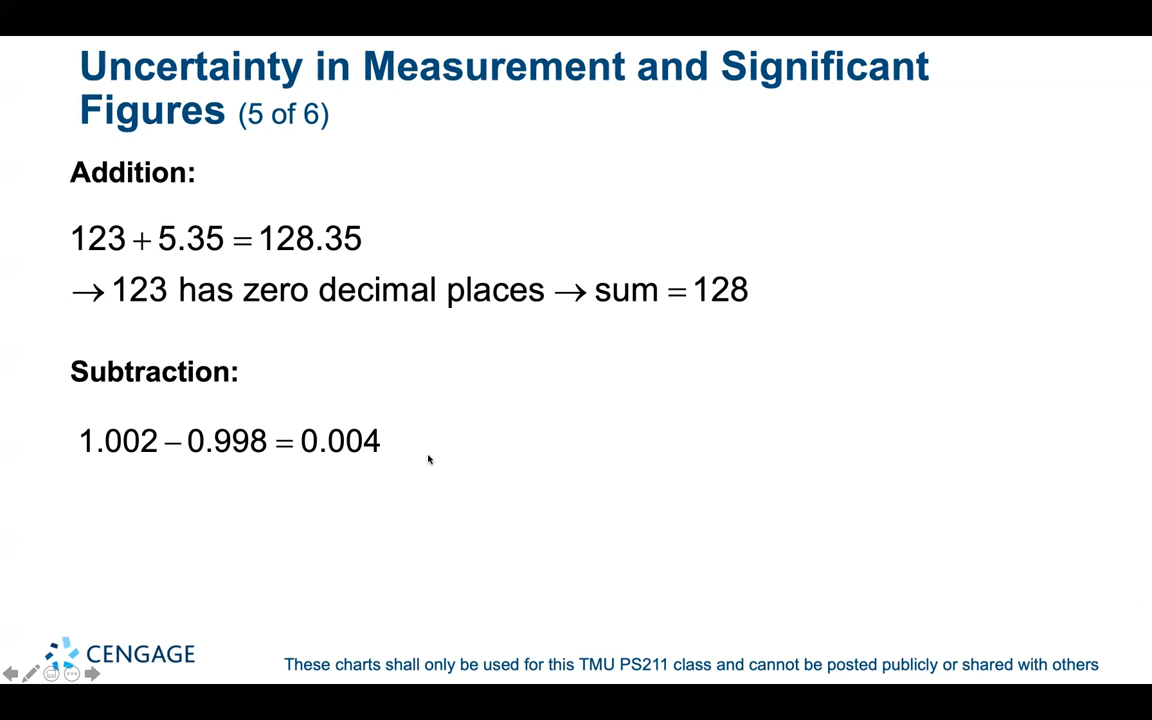 Uncertainty in Measurement and Significant
Figures (5 of 6)
Addition:
123 + 5.35 = 128.35
→ 123 has zero decimal places → sum = 128
Subtraction:
1.002 − 0.998 = 0.004
CENGAGE
These charts shall only be used for this TMU PS211 class and cannot be posted publicly or shared with others